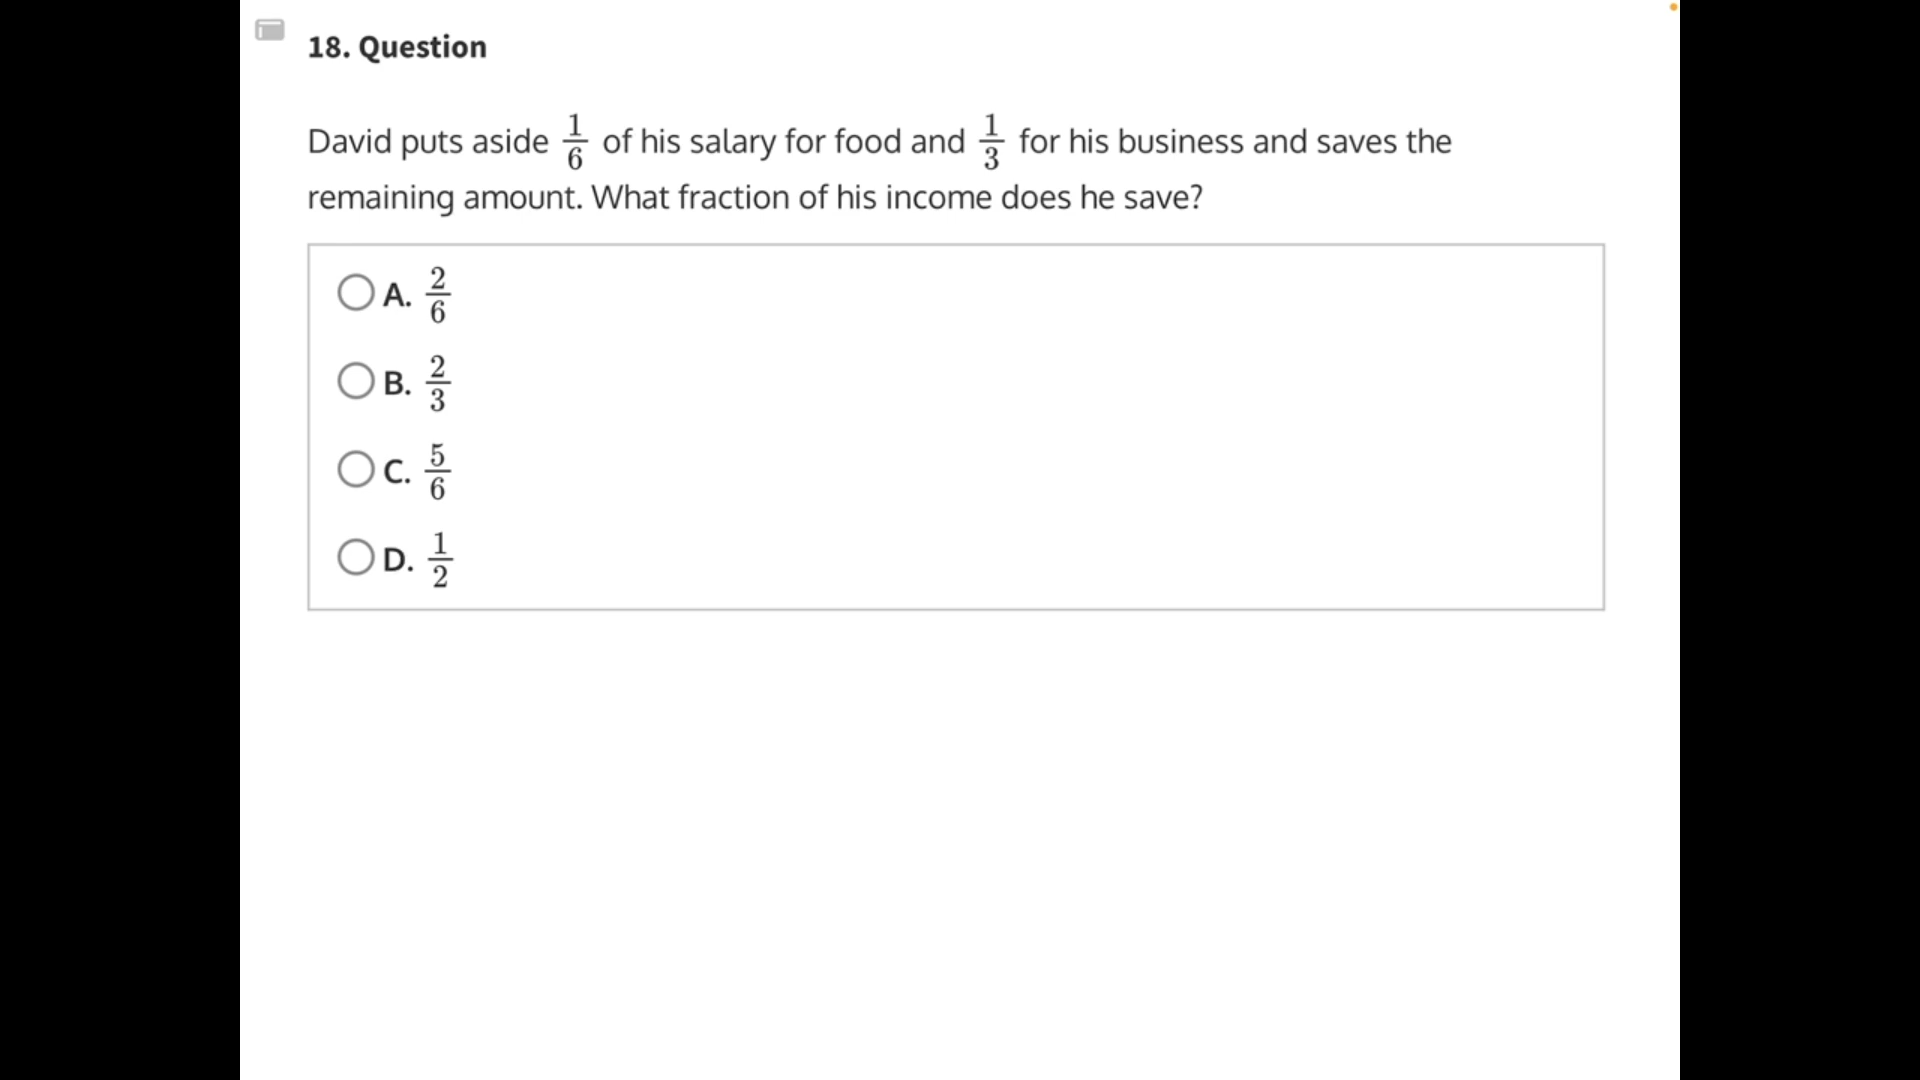 18. Question
David puts aside 1/6 of his salary for food and 1/3 for his business and saves the
remaining amount. What fraction of his income does he save?
A. 2/6
B. 2/3
C. 5/6
D. 1/2